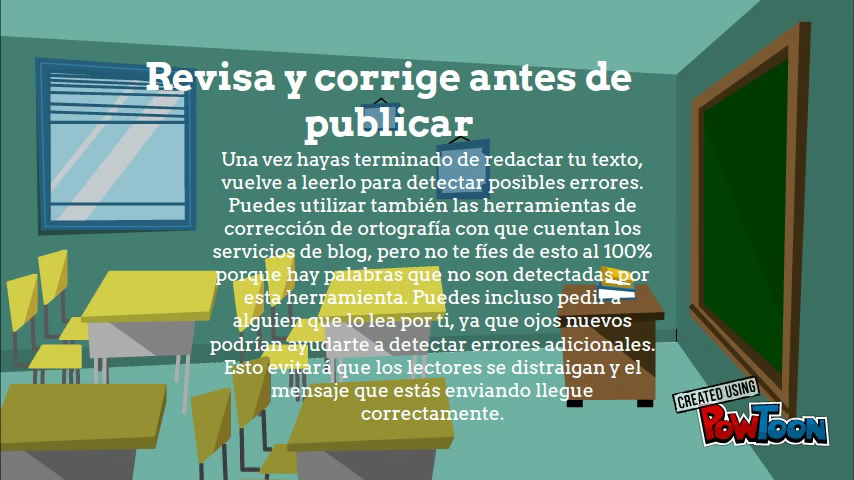 Revisa y corrige antes de
publicar
Una vez hayas terminado de redactar tu texto,
vuelve a leerlo para detectar posibles errores.
Puedes utilizar también las herramientas de
corrección de ortografía con que cuentan los
servicios de blog, pero no te fíes de esto al 100%
porque hay palabras que no son detectadas por
esta herramienta. Puedes incluso pedir a
alguien que lo lea por ti, ya que ojos nuevos
podrían ayudarte a detectar errores adicionales.
Esto evitará que los lectores se distraigan y el
mensaje que estás enviando llegue
correctamente.
CREATED USING
POWTOON